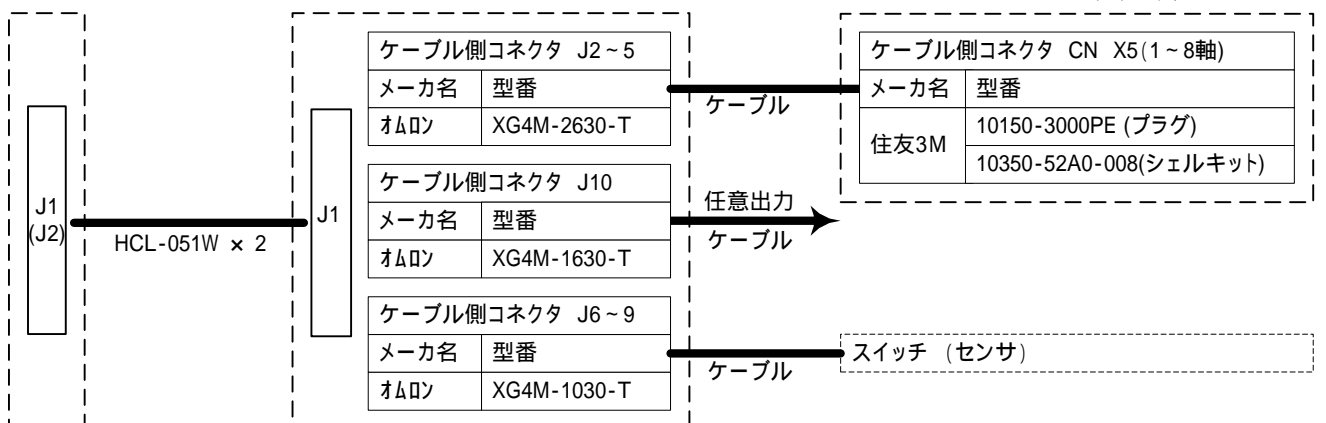 J1
(J2)
HCL-051W × 2
J1
ケーブル側コネクタ J2~5
メーカ名 型番
オムロン XG4M-2630-T
ケーブル側コネクタ J10
メーカ名 型番
オムロン XG4M-1630-T
ケーブル側コネクタ J6~9
メーカ名 型番
オムロン XG4M-1030-T
ケーブル
任意出力
ケーブル
ケーブル
ケーブル側コネクタ CN X5(1~8軸)
メーカ名 型番
住友3M
10150-3000PE (プラグ)
10350-52A0-008(シェルキット)
スイッチ (センサ)